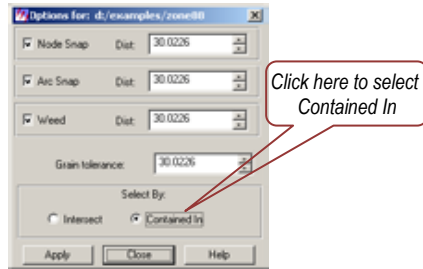 Options for: d:/examples/zone80
Node Snap Dist: 30.0226
Arc Snap Dist: 30.0226
Weed Dist: 30.0226
Grain tolerance: 30.0226
Select By:
Intersect Contained In
Apply Close Help
Click here to select
Contained In